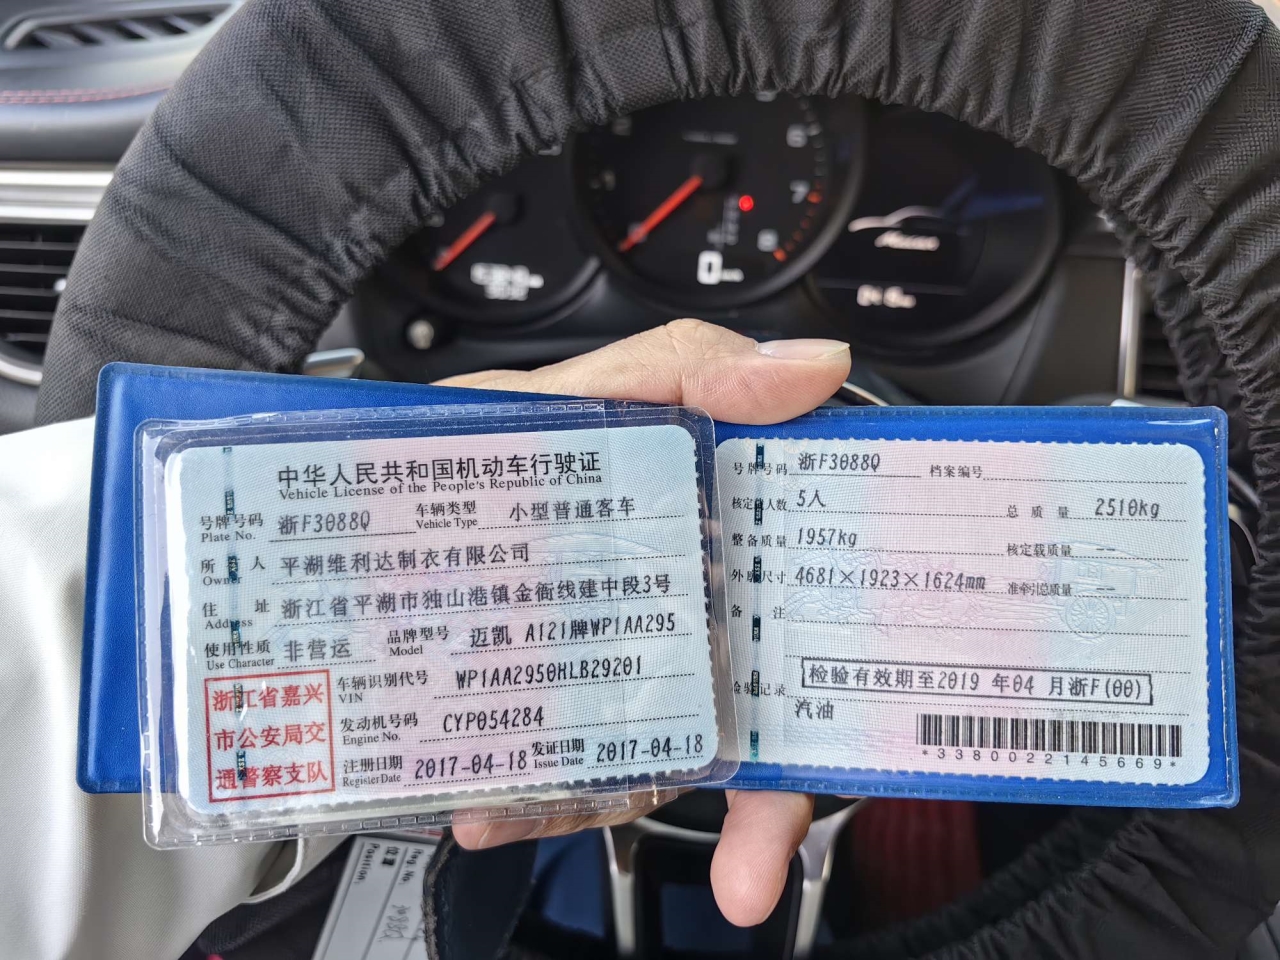 中华人民共和国机动车行驶证
Vehicle License of the People's Republic of China
号牌号码 浙F3088Q 车辆类型 小型普通客车
Plate No. Vehicle Type
所 有 人 平湖维利达制衣有限公司
Owner
住 址 浙江省平湖市独山港镇金衙线建中段3号
Address
使用性质 非营运 品牌型号 迈凯 A121牌WP1AA295
Use Character Model
浙江省嘉兴
市公安局交
通警察支队
车辆识别代号 WP1AA2950HLB29201
VIN
发动机号码 CYP054284
Engine No.
注册日期 2017-04-18 发证日期 2017-04-18
Register Date Issue Date
号牌号码 浙F3088Q 档案编号
核定载人数 5人 总 质 量 2510kg
整备质量 1957kg 核定载质量 --
外廓尺寸 4681×1923×1624mm 准牵引总质量 --
备 注
检验有效期至2019 年04 月浙F(00)
检验记录
汽油
*3380022145669*
6
7
8
0
Reg. No.
位置
Position.